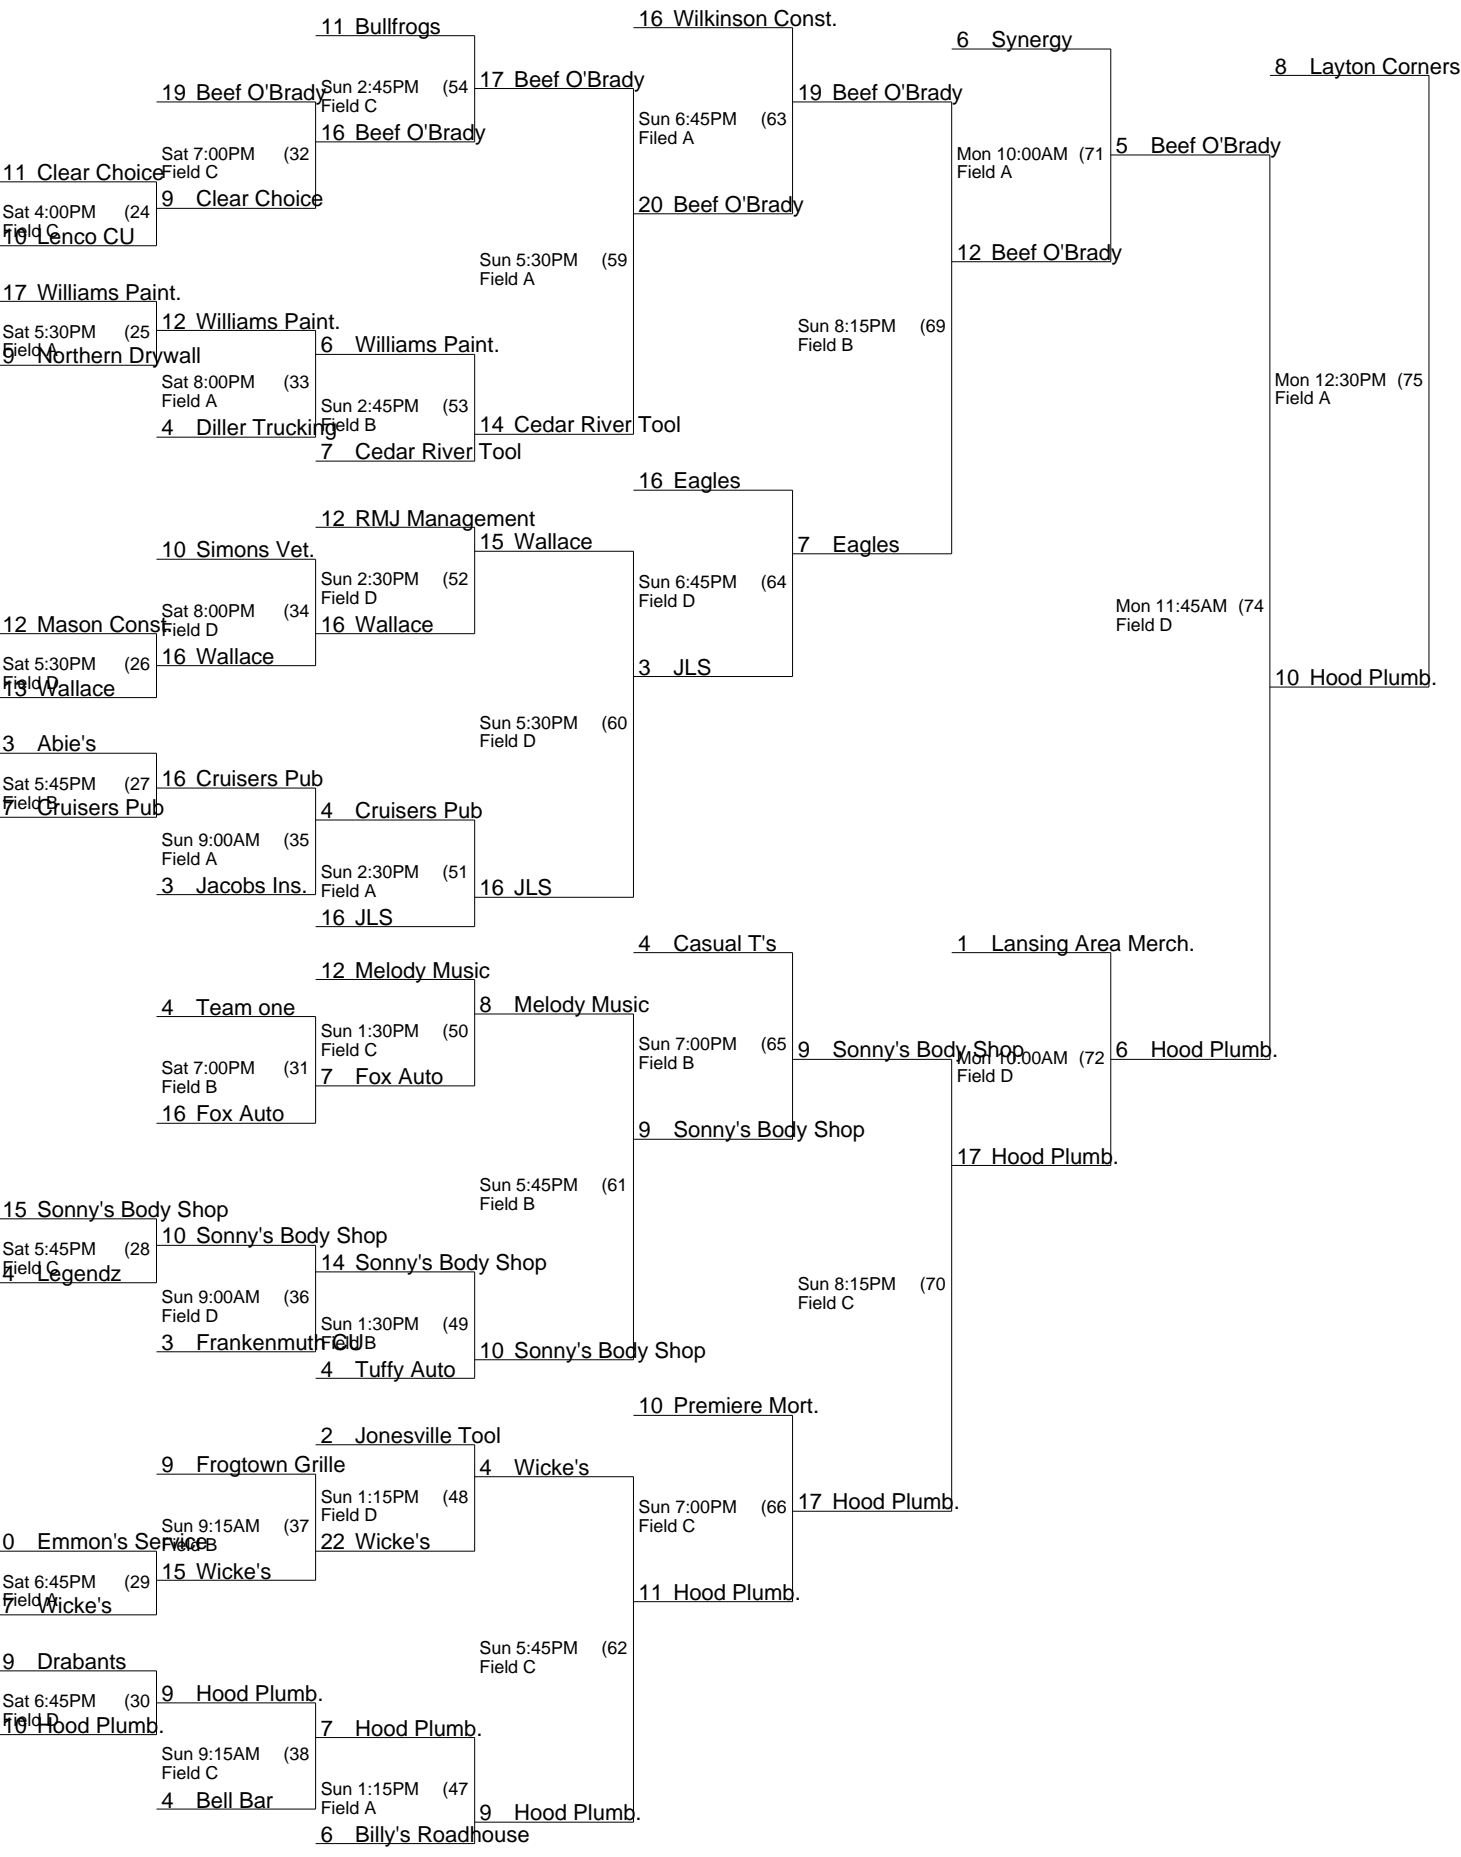 11 Bullfrogs
16 Wilkinson Const.
6 Synergy
8 Layton Corners
19 Beef O'Brady
Sun 2:45PM (54
Field C
17 Beef O'Brady
19 Beef O'Brady
Sun 6:45PM (63
Filed A
16 Beef O'Brady
Sat 7:00PM (32
Field C
Mon 10:00AM (71
Field A
5 Beef O'Brady
11 Clear Choice
9 Clear Choice
20 Beef O'Brady
Sat 4:00PM (24
Field C
10 Lenco CU
12 Beef O'Brady
Sun 5:30PM (59
Field A
17 Williams Paint.
12 Williams Paint.
Sat 5:30PM (25
Field A
9 Northern Drywall
6 Williams Paint.
Sun 8:15PM (69
Field B
Sat 8:00PM (33
Field A
Mon 12:30PM (75
Field A
Sun 2:45PM (53
Field B
4 Diller Trucking
14 Cedar River Tool
7 Cedar River Tool
16 Eagles
12 RMJ Management
15 Wallace
7 Eagles
10 Simons Vet.
Sun 2:30PM (52
Field D
Sun 6:45PM (64
Field D
Sat 8:00PM (34
Field D
Mon 11:45AM (74
Field D
12 Mason Const.
16 Wallace
16 Wallace
3 JLS
Sat 5:30PM (26
Field D
13 Wallace
10 Hood Plumb.
Sun 5:30PM (60
Field D
3 Abie's
16 Cruisers Pub
Sat 5:45PM (27
Field B
7 Cruisers Pub
4 Cruisers Pub
Sun 9:00AM (35
Field A
Sun 2:30PM (51
Field A
3 Jacobs Ins.
16 JLS
16 JLS
4 Casual T's
1 Lansing Area Merch.
12 Melody Music
4 Team one
8 Melody Music
Sun 1:30PM (50
Field C
Sun 7:00PM (65
Field B
9 Sonny's Body Shop
Mon 10:00AM (72
Field D
6 Hood Plumb.
Sat 7:00PM (31
Field B
7 Fox Auto
16 Fox Auto
9 Sonny's Body Shop
17 Hood Plumb.
Sun 5:45PM (61
Field B
15 Sonny's Body Shop
10 Sonny's Body Shop
Sat 5:45PM (28
Field C
4 Legendz
14 Sonny's Body Shop
Sun 8:15PM (70
Field C
Sun 9:00AM (36
Field D
Sun 1:30PM (49
Field B
3 Frankenmuth CU
10 Sonny's Body Shop
4 Tuffy Auto
10 Premiere Mort.
2 Jonesville Tool
9 Frogtown Grille
4 Wicke's
Sun 1:15PM (48
Field D
Sun 7:00PM (66
Field C
17 Hood Plumb.
Sun 9:15AM (37
Field B
0 Emmon's Service
22 Wicke's
15 Wicke's
Sat 6:45PM (29
Field A
7 Wicke's
11 Hood Plumb.
Sun 5:45PM (62
Field C
9 Drabants
9 Hood Plumb.
Sat 6:45PM (30
Field D
10 Hood Plumb.
7 Hood Plumb.
Sun 9:15AM (38
Field C
Sun 1:15PM (47
Field A
4 Bell Bar
9 Hood Plumb.
6 Billy's Roadhouse